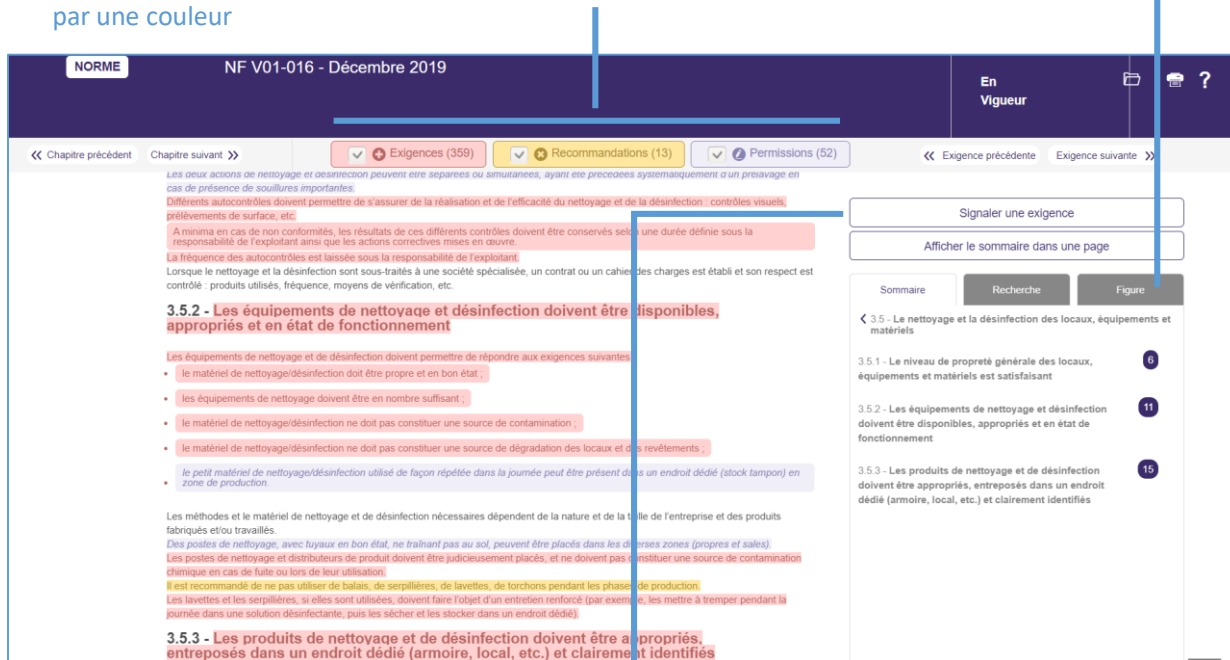 par une couleur
NORME
NF V01-016 - Décembre 2019
En
Vigueur
?
Chapitre précédent
Chapitre suivant
Exigences (359)
Recommandations (13)
Permissions (52)
Exigence précédente
Exigence suivante
Les deux actions de nettoyage et désinfection peuvent être séparées ou simultanées, ayant été précédées systématiquement d'un prélavage en
cas de présence de souillures importantes.
Différents autocontrôles doivent permettre de s'assurer de la réalisation et de l'efficacité du nettoyage et de la désinfection : contrôles visuels,
prélèvements de surface, etc.
A minima en cas de non conformités, les résultats de ces différents contrôles doivent être conservés selon une durée définie sous la
responsabilité de l'exploitant ainsi que les actions correctives mises en œuvre.
La fréquence des autocontrôles est laissée sous la responsabilité de l'exploitant.
Lorsque le nettoyage et la désinfection sont sous-traités à une société spécialisée, un contrat ou un cahier des charges est établi et son respect est
contrôlé : produits utilisés, fréquence, moyens de vérification, etc.
3.5.2 - Les équipements de nettoyage et désinfection doivent être disponibles,
appropriés et en état de fonctionnement
Les équipements de nettoyage et de désinfection doivent permettre de répondre aux exigences suivantes
• le matériel de nettoyage/désinfection doit être propre et en bon état ;
• les équipements de nettoyage doivent être en nombre suffisant ;
• le matériel de nettoyage/désinfection ne doit pas constituer une source de contamination ;
• le matériel de nettoyage/désinfection ne doit pas constituer une source de dégradation des locaux et des revêtements ;
• le petit matériel de nettoyage/désinfection utilisé de façon répétée dans la journée peut être présent dans un endroit dédié (stock tampon) en
zone de production.
Les méthodes et le matériel de nettoyage et de désinfection nécessaires dépendent de la nature et de la taille de l'entreprise et des produits
fabriqués et/ou travaillés.
Des postes de nettoyage, avec tuyaux en bon état, ne traînant pas au sol, peuvent être placés dans les diverses zones (propres et sales).
Les postes de nettoyage et distributeurs de produit doivent être judicieusement placés, et ne doivent pas constituer une source de contamination
chimique en cas de fuite ou lors de leur utilisation.
Il est recommandé de ne pas utiliser de balais, de serpillières, de lavettes, de torchons pendant les phases de production.
Les lavettes et les serpillières, si elles sont utilisées, doivent faire l'objet d'un entretien renforcé (par exemple, les mettre à tremper pendant la
journée dans une solution désinfectante, puis les sécher et les stocker dans un endroit dédié).
3.5.3 - Les produits de nettoyage et de désinfection doivent être appropriés,
entreposés dans un endroit dédié (armoire, local, etc.) et clairement identifiés
Signaler une exigence
Afficher le sommaire dans une page
Sommaire
Recherche
Figure
3.5 - Le nettoyage et la désinfection des locaux, équipements et
matériels
3.5.1 - Le niveau de propreté générale des locaux,
équipements et matériels est satisfaisant
6
3.5.2 - Les équipements de nettoyage et désinfection
doivent être disponibles, appropriés et en état de
fonctionnement
11
3.5.3 - Les produits de nettoyage et de désinfection
doivent être appropriés, entreposés dans un endroit
dédié (armoire, local, etc.) et clairement identifiés
15